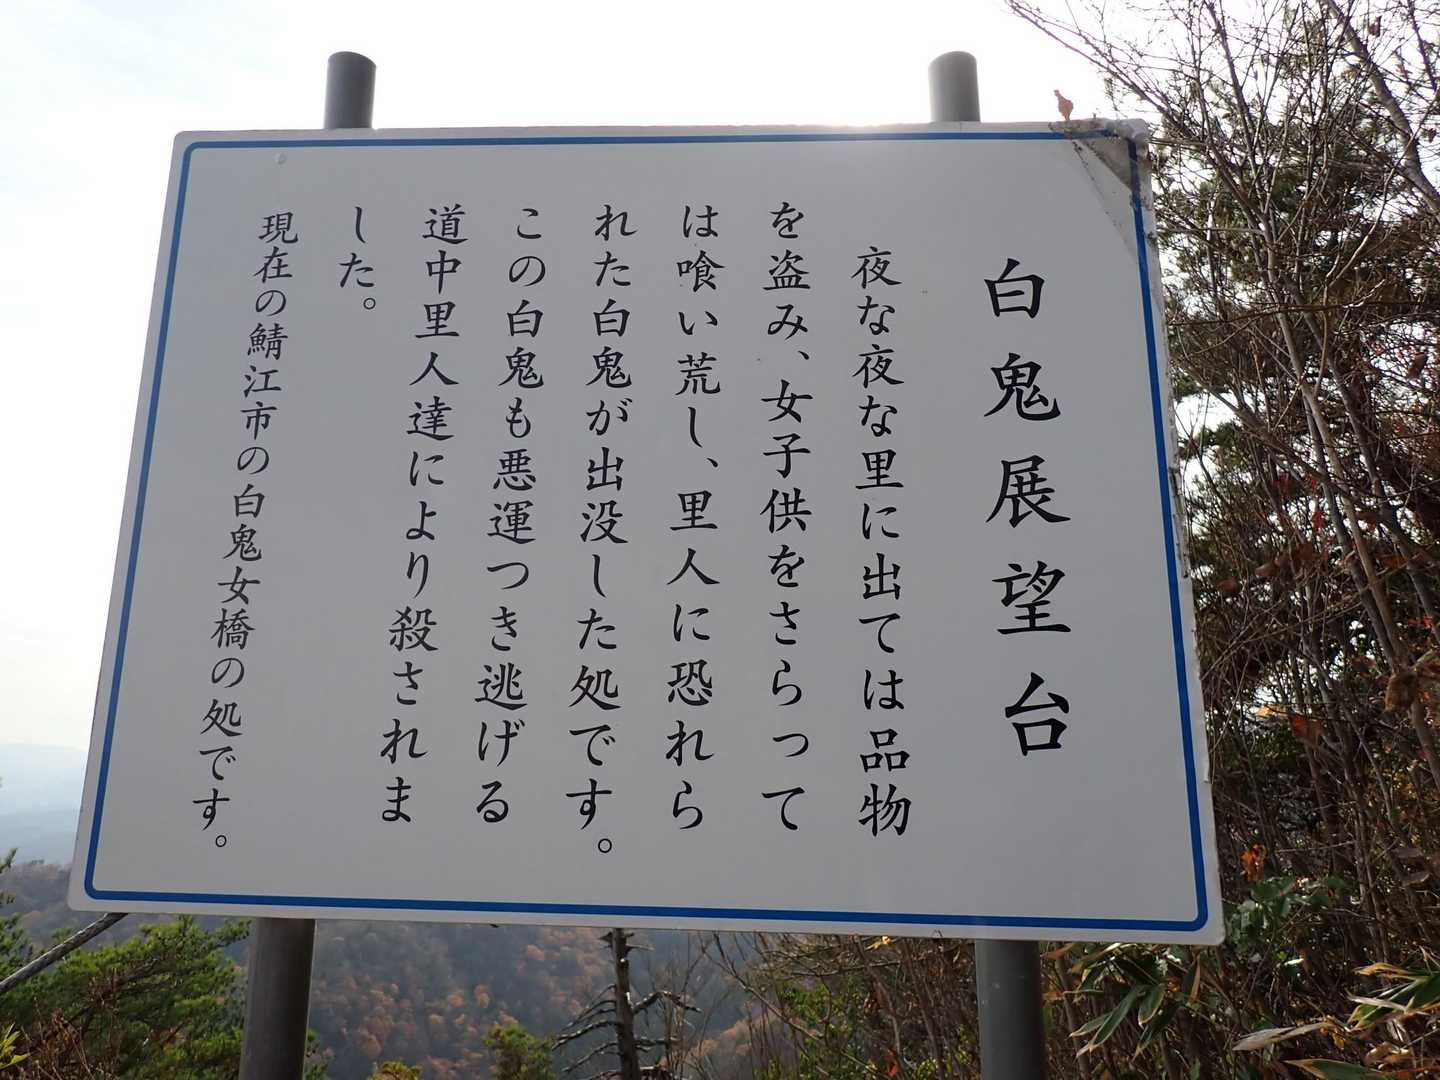 白鬼展望台
夜な夜な里に出ては品物
を盗み、女子供をさらって
は喰い荒し、里人に恐れら
れた白鬼が出没した処です。
この白鬼も悪運つき逃げる
道中里人達により殺されま
した。
現在の鯖江市の白鬼女橋の処です。